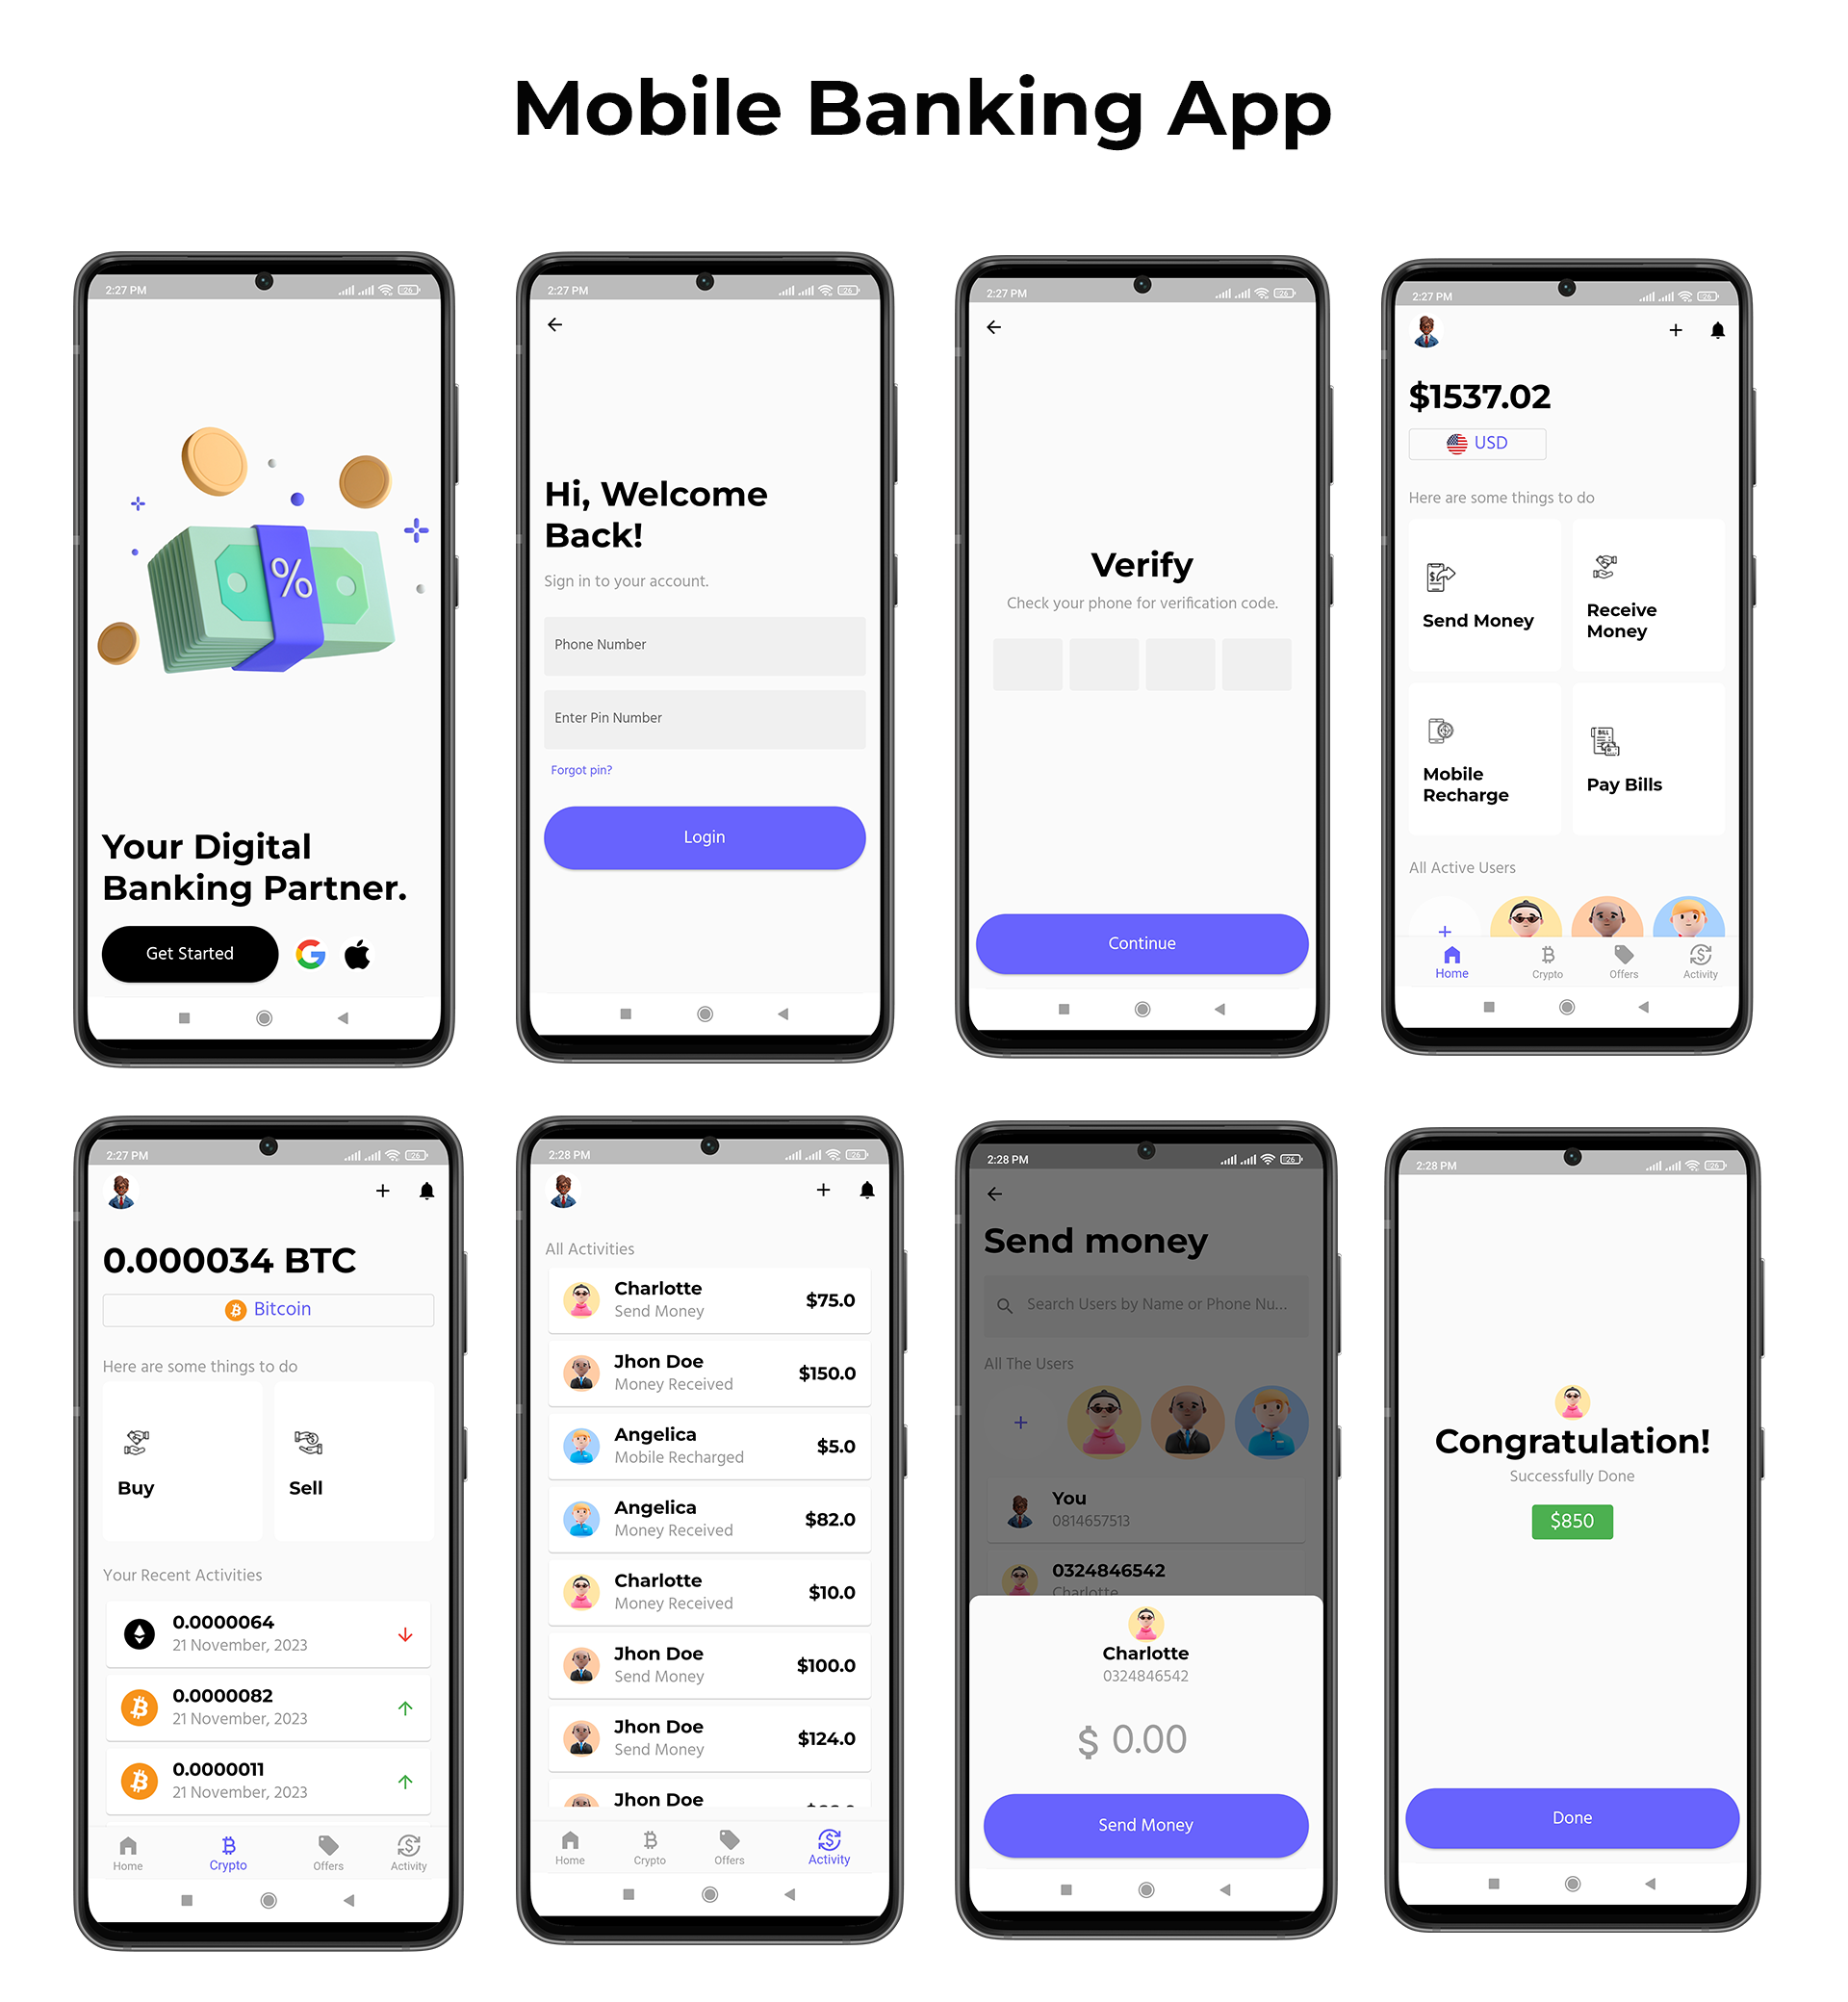 Mobile Banking App
2:27 PM
26
%
Your Digital
Banking Partner.
Get Started
2:27 PM
26
Hi, Welcome
Back!
Sign in to your account.
Phone Number
Enter Pin Number
Forgot pin?
Login
2:27 PM
26
Verify
Check your phone for verification code.
Continue
2:27 PM
26
$1537.02
USD
Here are some things to do
Send Money
Receive
Money
Mobile
Recharge
BILL
Pay Bills
All Active Users
Home
Crypto
Offers
Activity
2:27 PM
26
0.000034 BTC
Bitcoin
Here are some things to do
Buy
Sell
Your Recent Activities
0.0000064
21 November, 2023
0.0000082
21 November, 2023
0.0000011
21 November, 2023
Home
Crypto
Offers
Activity
2:28 PM
26
All Activities
Charlotte
Send Money
$75.0
Jhon Doe
Money Received
$150.0
Angelica
Mobile Recharged
$5.0
Angelica
Money Received
$82.0
Charlotte
Money Received
$10.0
Jhon Doe
Send Money
$100.0
Jhon Doe
Send Money
$124.0
Jhon Doe
Home
Crypto
Offers
Activity
2:28 PM
26
Send money
Search Users by Name or Phone Nu...
All The Users
You
0814657513
0324846542
Charlotte
Charlotte
0324846542
$ 0.00
Send Money
2:28 PM
26
Congratulation!
Successfully Done
$850
Done